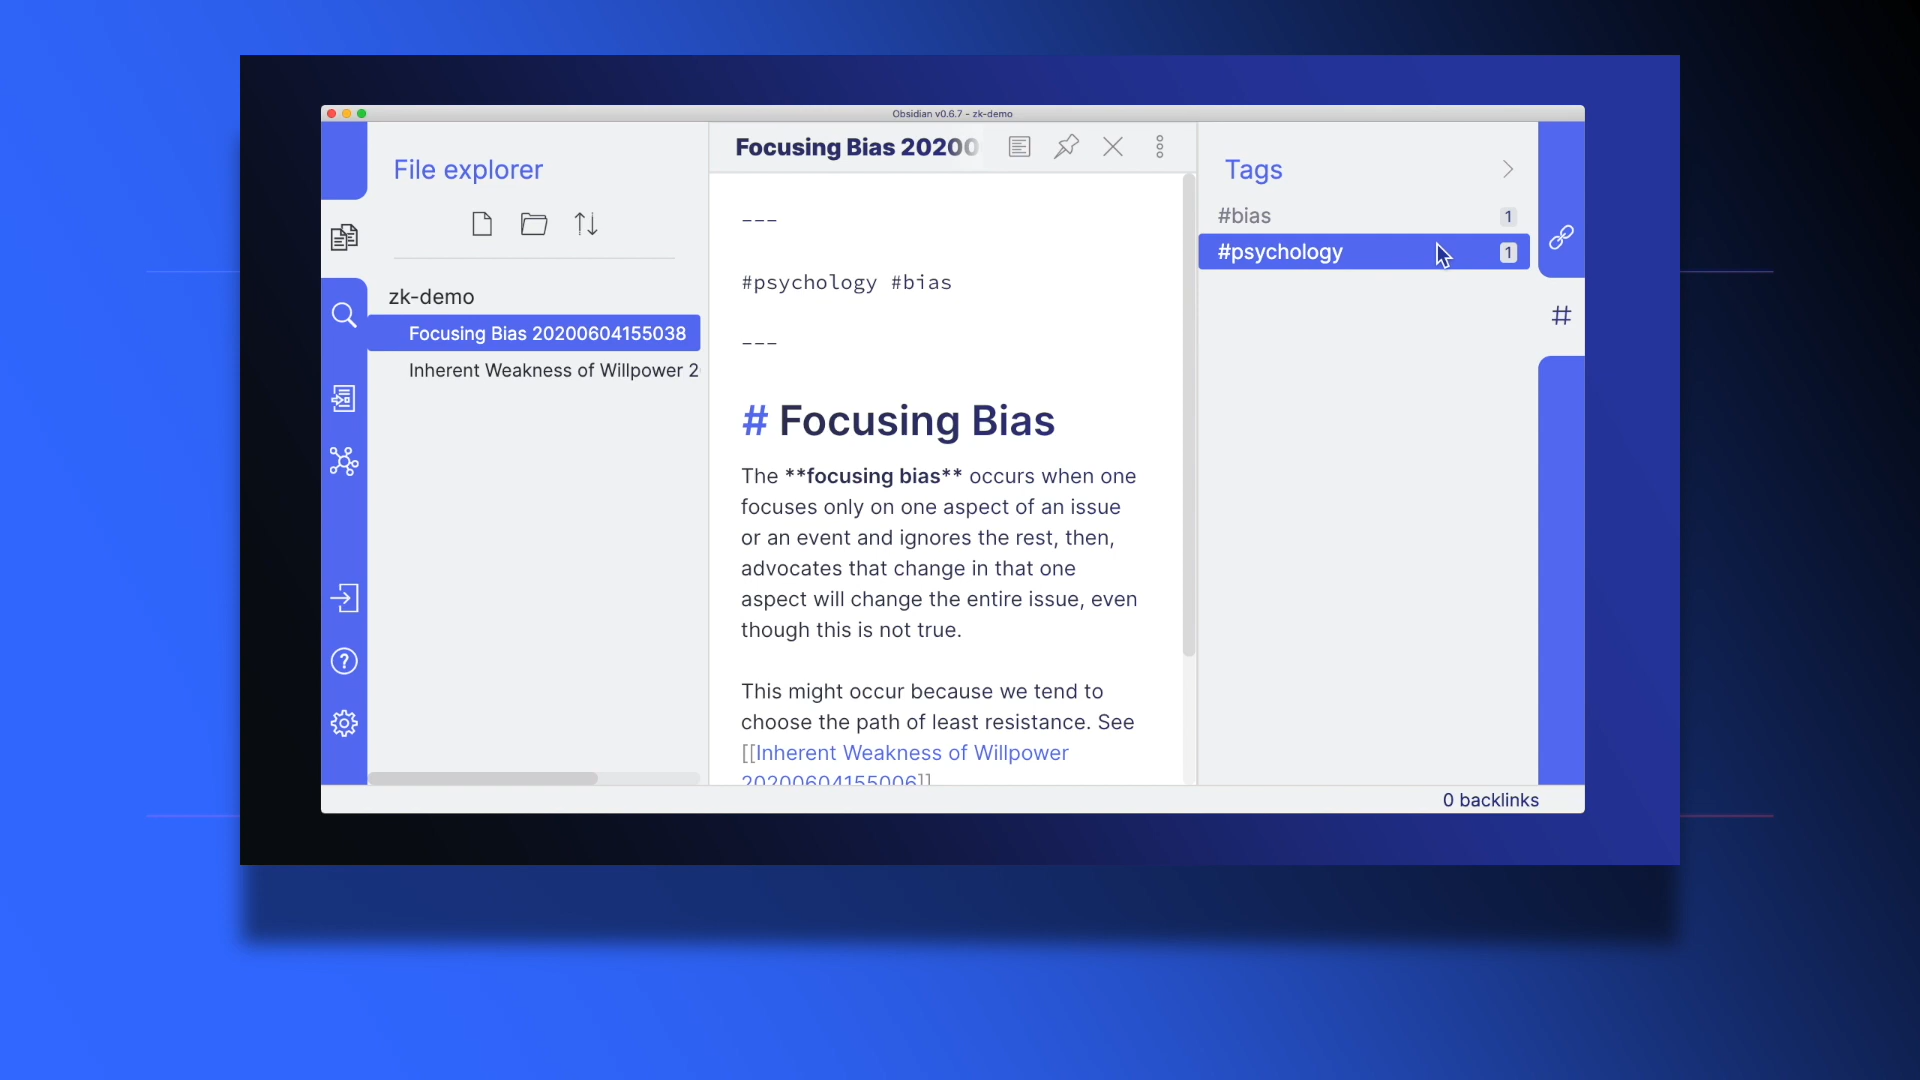 Obsidian v0.6.7 - zk-demo
File explorer
zk-demo
Focusing Bias 20200604155038
Inherent Weakness of Willpower 2
Focusing Bias 20200
---
#psychology #bias
---
# Focusing Bias
The **focusing bias** occurs when one
focuses only on one aspect of an issue
or an event and ignores the rest, then,
advocates that change in that one
aspect will change the entire issue, even
though this is not true.
This might occur because we tend to
choose the path of least resistance. See
[[Inherent Weakness of Willpower
20200604155006]]
Tags
#bias 1
#psychology 1
#
0 backlinks